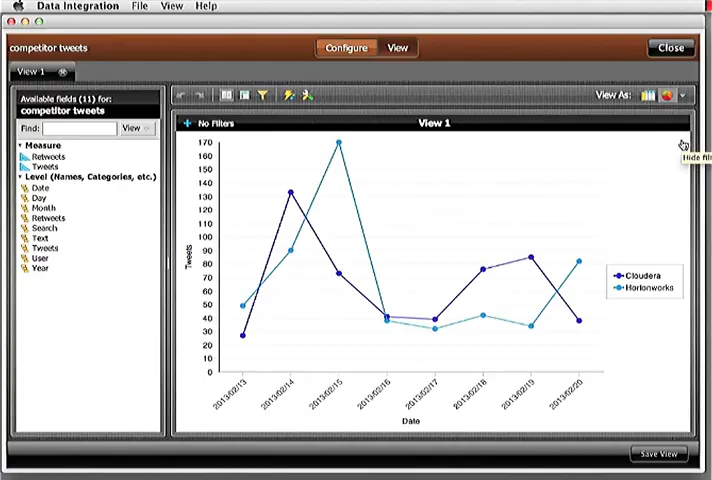 Data Integration File View Help
competitor tweets
Configure View
Close
View 1
Available fields (11) for:
competitor tweets
Find:
View
Measure
Retweets
Tweets
Level (Names, Categories, etc.)
Date
Day
Month
Retweets
Search
Text
Tweets
User
Year
View As:
No Filters
View 1
Hide fil
170
160
150
140
130
120
110
100
90
80
70
60
50
40
30
20
10
0
Tweets
2013/02/13
2013/02/14
2013/02/15
2013/02/16
2013/02/17
2013/02/18
2013/02/19
2013/02/20
Date
Cloudera
Hortonworks
Save View